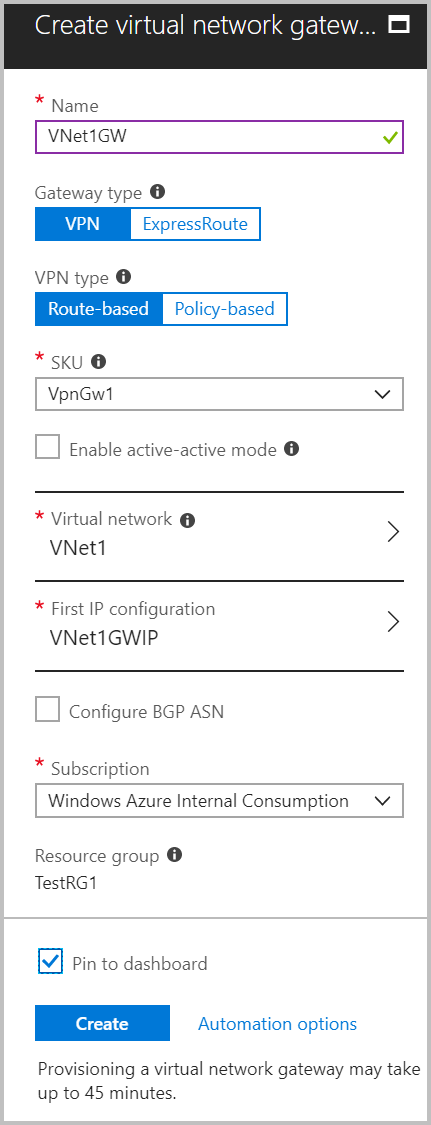 Create virtual network gatew...
* Name
VNet1GW
Gateway type
VPN ExpressRoute
VPN type
Route-based Policy-based
* SKU
VpnGw1
Enable active-active mode
* Virtual network
VNet1
* First IP configuration
VNet1GWIP
Configure BGP ASN
* Subscription
Windows Azure Internal Consumption
Resource group
TestRG1
Pin to dashboard
Create Automation options
Provisioning a virtual network gateway may take
up to 45 minutes.